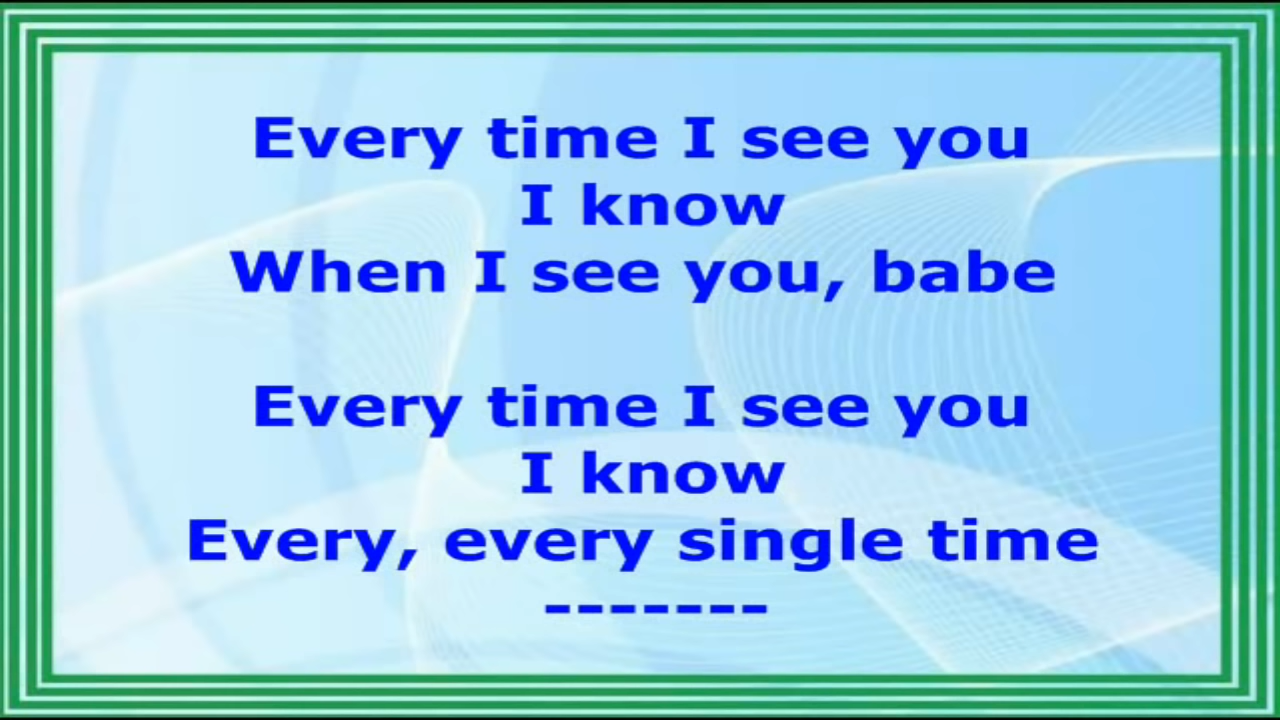 Every time I see you
I know
When I see you, babe
Every time I see you
I know
Every, every single time
-------